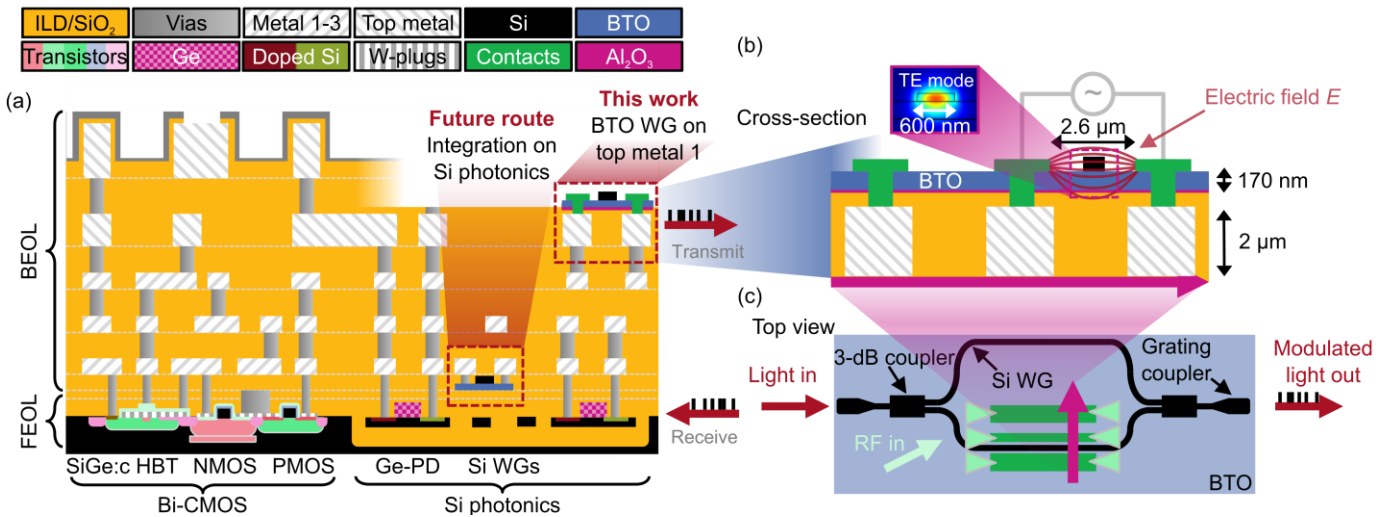 ILD/SiO₂
Vias
Metal 1-3
Top metal
Si
BTO
Transistors
Ge
Doped Si
W-plugs
Contacts
Al₂O₃
(a)
BEOL
FEOL
Future route
Integration on
Si photonics
This work
BTO WG on
top metal 1
Transmit
Receive
SiGe:c HBT
NMOS
PMOS
Ge-PD
Si WGs
Bi-CMOS
Si photonics
(b)
Cross-section
TE mode
600 nm
~
2.6 µm
Electric field E
BTO
170 nm
2 µm
(c)
Top view
Light in
3-dB coupler
Si WG
Grating
coupler
Modulated
light out
RF in
BTO